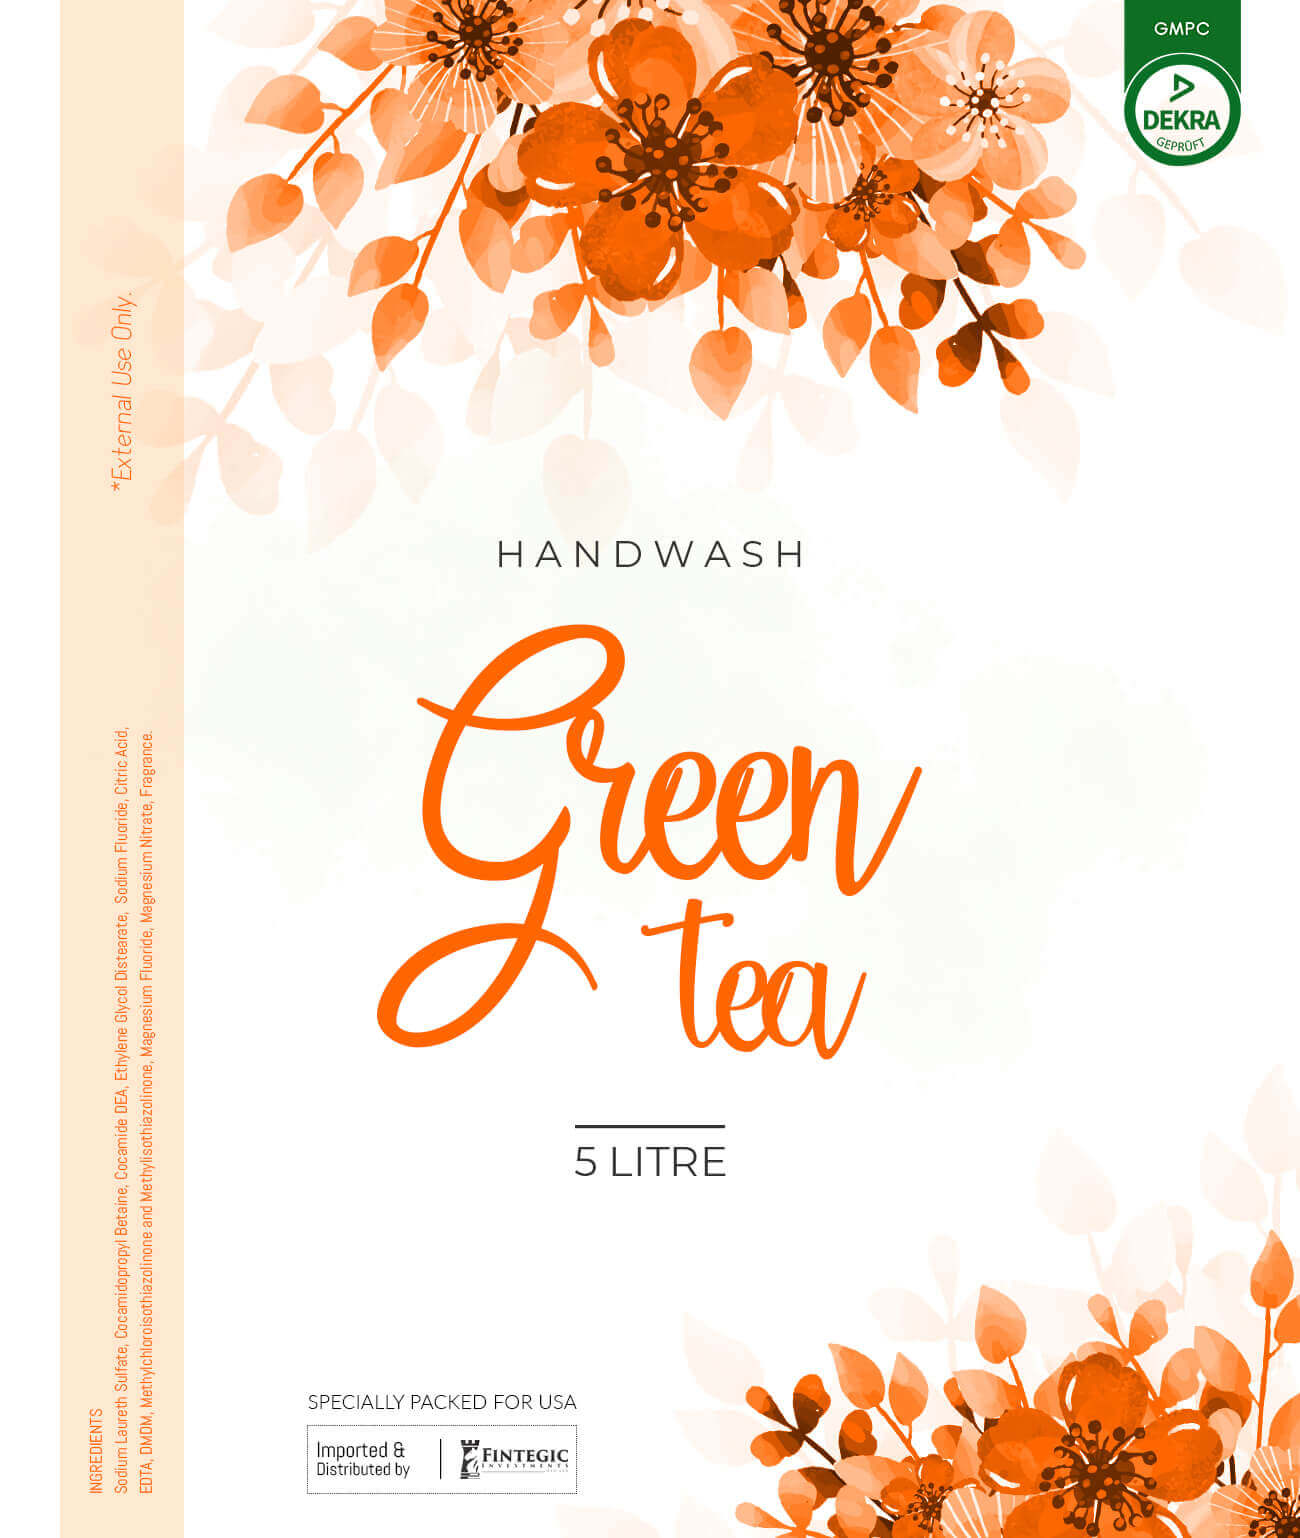 GMPC
DEKRA
GEPRÜFT
*External Use Only.
HANDWASH
Green
tea
5 LITRE
INGREDIENTS
Sodium Laureth Sulfate, Cocamidopropyl Betaine, Cocamide DEA, Ethylene Glycol Distearate, Sodium Fluoride, Citric Acid,
EDTA, DMDM, Methylchloroisothiazolinone and Methylisothiazolinone, Magnesium Fluoride, Magnesium Nitrate, Fragrance.
SPECIALLY PACKED FOR USA
Imported &
Distributed by
FINTEGIC
INVESTMENTS